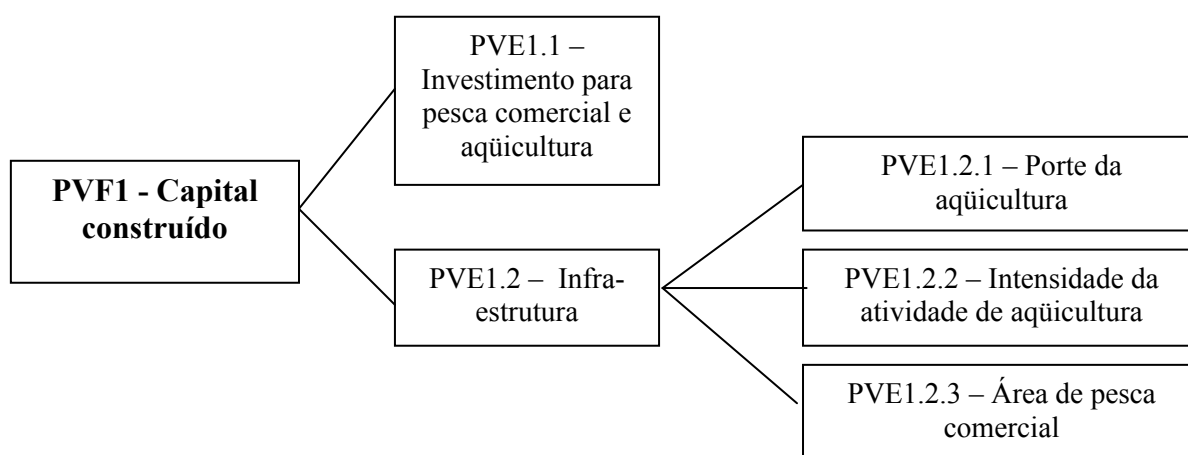 PVE1.1 –
Investimento para
pesca comercial e
aqüicultura
PVF1 - Capital
construído
PVE1.2 – Infra-
estrutura
PVE1.2.1 – Porte da
aqüicultura
PVE1.2.2 – Intensidade da
atividade de aqüicultura
PVE1.2.3 – Área de pesca
comercial